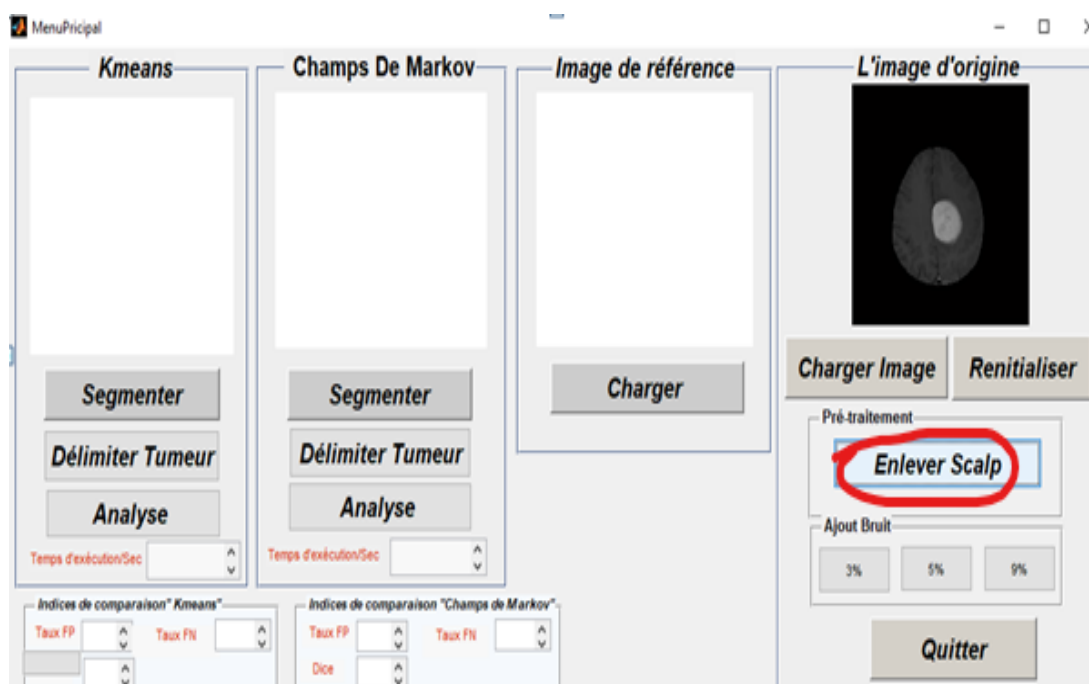 MenuPricipal
Kmeans
Champs De Markov
Image de référence
L'image d'origine
Segmenter
Délimiter Tumeur
Analyse
Temps d'exécution/Sec
Segmenter
Délimiter Tumeur
Analyse
Temps d'exécution/Sec
Charger
Charger Image
Renitialiser
Pré-traitement
Enlever Scalp
Ajout Bruit
3%
5%
9%
Quitter
Indices de comparaison" Kmeans"
Taux FP
Taux FN
Indices de comparaison "Champs de Markov"
Taux FP
Taux FN
Dice